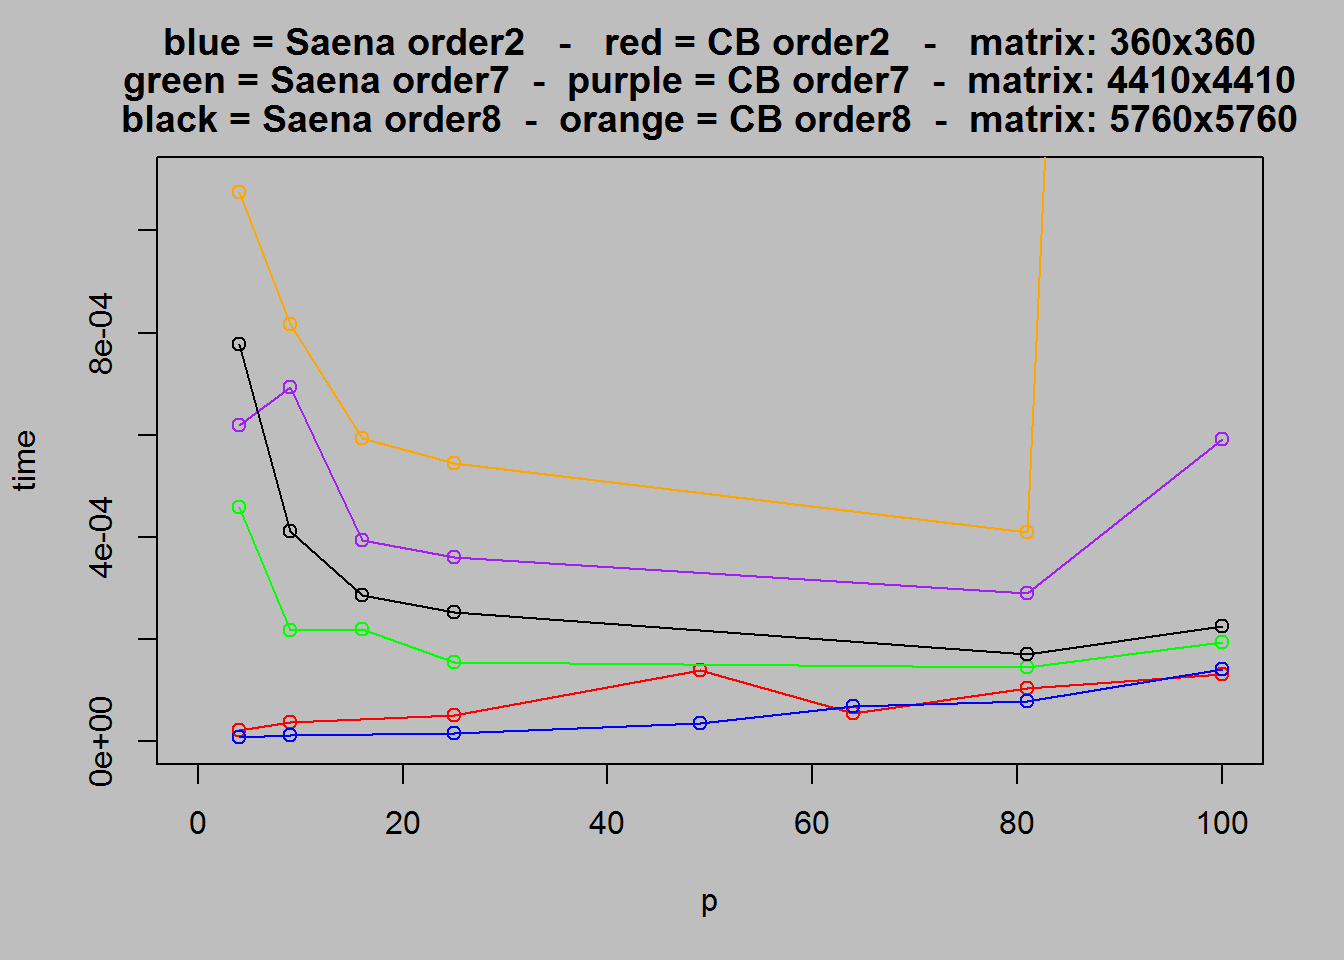 blue = Saena order2 - red = CB order2 - matrix: 360x360
green = Saena order7 - purple = CB order7 - matrix: 4410x4410
black = Saena order8 - orange = CB order8 - matrix: 5760x5760
time
8e-04
4e-04
0e+00
0 20 40 60 80 100
p